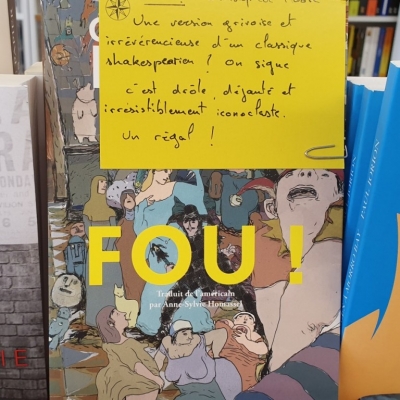 Une version grivoise et
irrévérencieuse d'un classique
shakespearien ? On signe
c'est drôle, déjanté et
irrésistiblement iconoclaste.
Un régal !
FOU !
Traduit de l'américain
par Anne-Sylvie Homassel